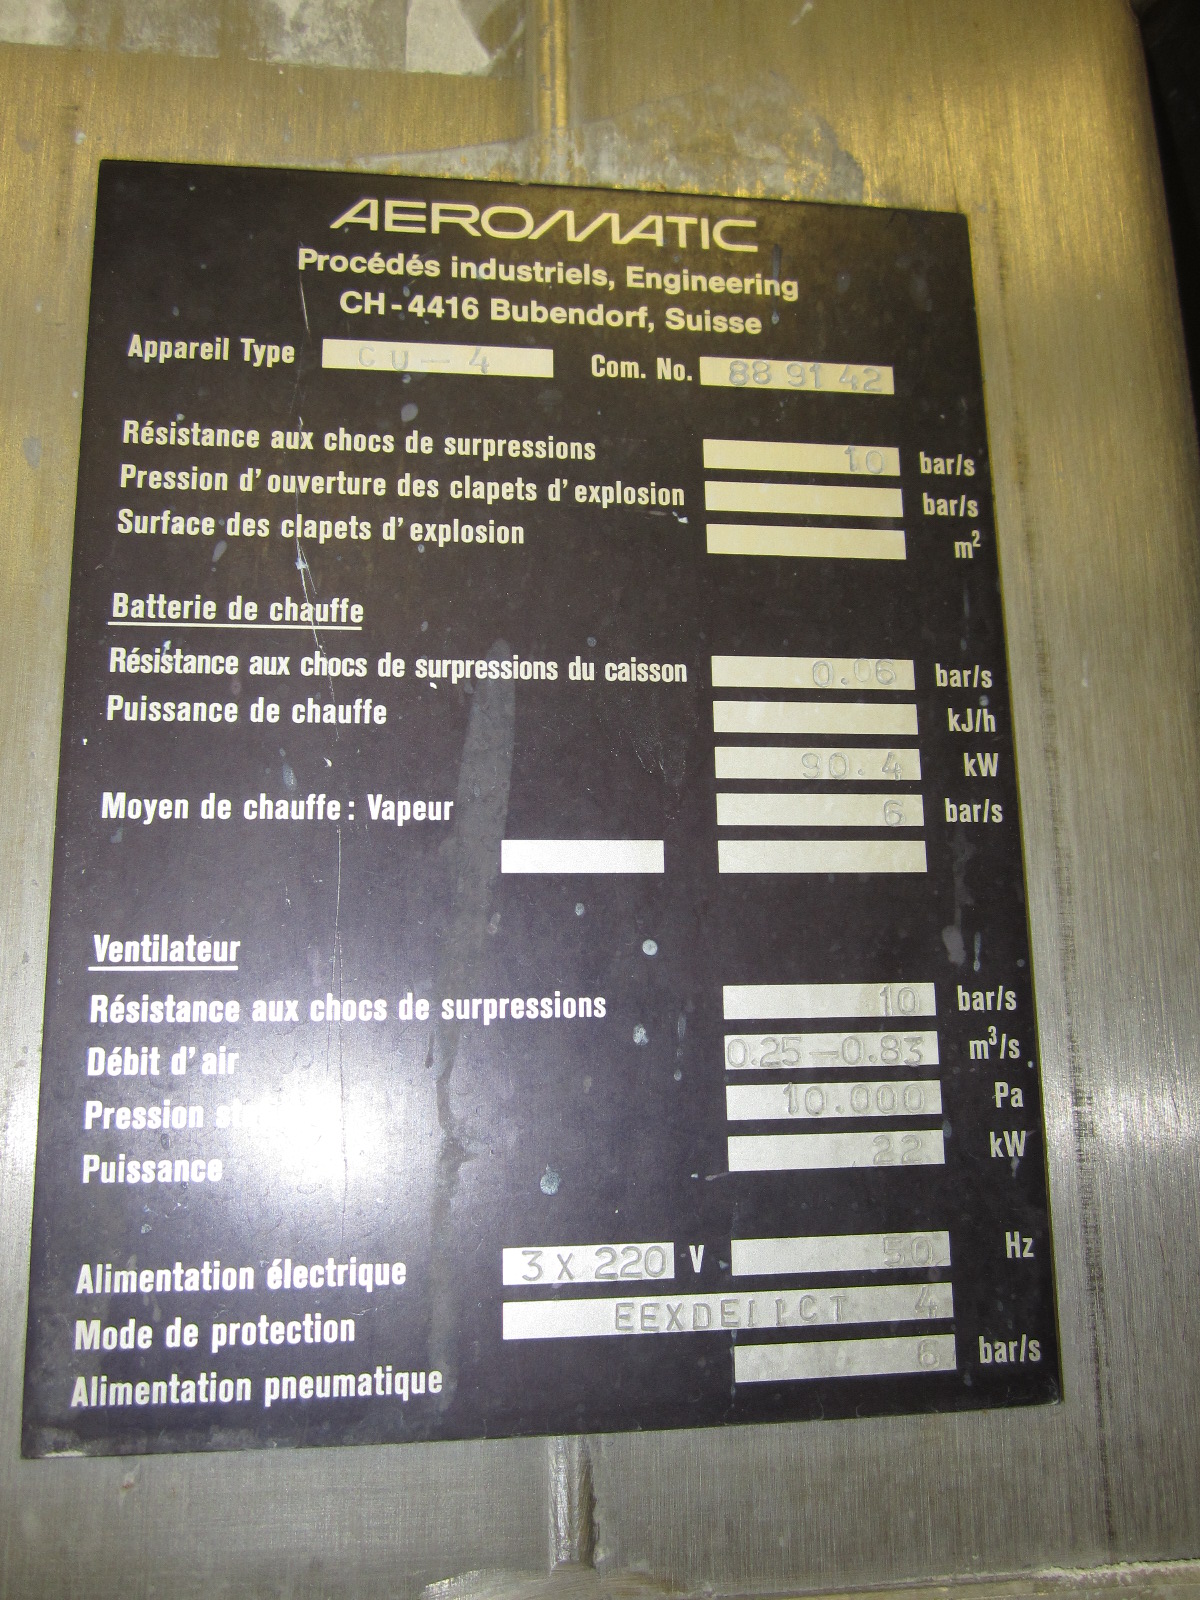 AEROMATIC
Procédés industriels, Engineering
CH-4416 Bubendorf, Suisse
Appareil Type CU-4 Com. No. 88 91 42
Résistance aux chocs de surpressions 10 bar/s
Pression d'ouverture des clapets d'explosion bar/s
Surface des clapets d'explosion m²
Batterie de chauffe
Résistance aux chocs de surpressions du caisson 0.06 bar/s
Puissance de chauffe kJ/h
90.4 kW
Moyen de chauffe: Vapeur 6 bar/s
Ventilateur
Résistance aux chocs de surpressions 10 bar/s
Débit d'air 0.25-0.83 m³/s
Pression 10.000 Pa
Puissance 22 kW
Alimentation électrique 3 X 220 V 50 Hz
Mode de protection EEXDEIICT 4
Alimentation pneumatique 6 bar/s